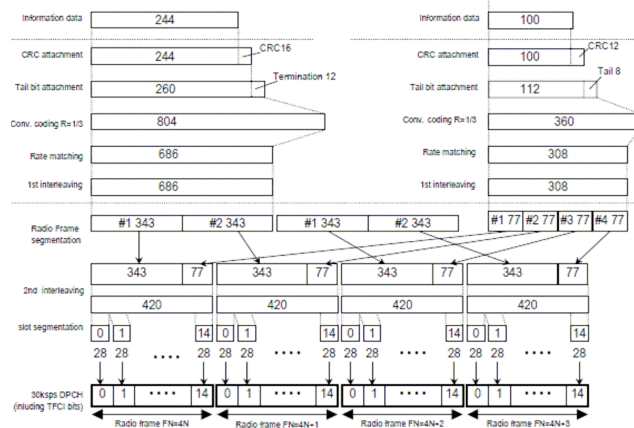 Information data 244 Information data 100
CRC attachment 244 CRC16 CRC attachment 100 CRC12
Tail bit attachment 260 Termination 12 Tail bit attachment 112 Tail 8
Conv. coding R=1/3 804 Conv. coding R=1/3 360
Rate matching 686 Rate matching 308
1st interleaving 686 1st interleaving 308
Radio Frame segmentation #1 343 #2 343 #1 343 #2 343 #1 77 #2 77 #3 77 #4 77
343 77 343 77 343 77 343 77
2nd interleaving
420 420 420 420
slot segmentation 0 1 14 0 1 14 0 1 14 0 1 14
28 28 •••• 28 28 28 •••• 28 28 28 •••• 28 28 28 •••• 28
30ksps DPCH (inluding TFCI bits) 0 1 •••• 14 0 1 •••• 14 0 1 •••• 14 0 1 •••• 14
Radio frame FN=4N Radio frame FN=4N+1 Radio frame FN=4N+2 Radio frame FN=4N+3